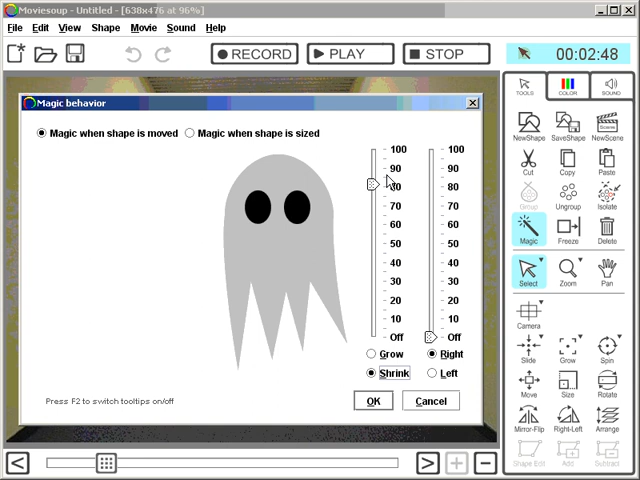 Moviesoup - Untitled - [638x476 at 96%]
File Edit View Shape Movie Sound Help
RECORD PLAY STOP 00:02:48
TOOLS COLOR SOUND
Magic behavior
Magic when shape is moved Magic when shape is sized
100 100
90 90
80 80
70 70
60 60
50 50
40 40
30 30
20 20
10 10
Off Off
Grow Right
Shrink Left
Press F2 to switch tooltips on/off
OK Cancel
NewShape SaveShape NewScene
Cut Copy Paste
Group Ungroup Isolate
Magic Freeze Delete
Select Zoom Pan
Camera
Slide Grow Spin
Move Size Rotate
Mirror-Flip Right-Left Arrange
Shape Edit Add Subtract